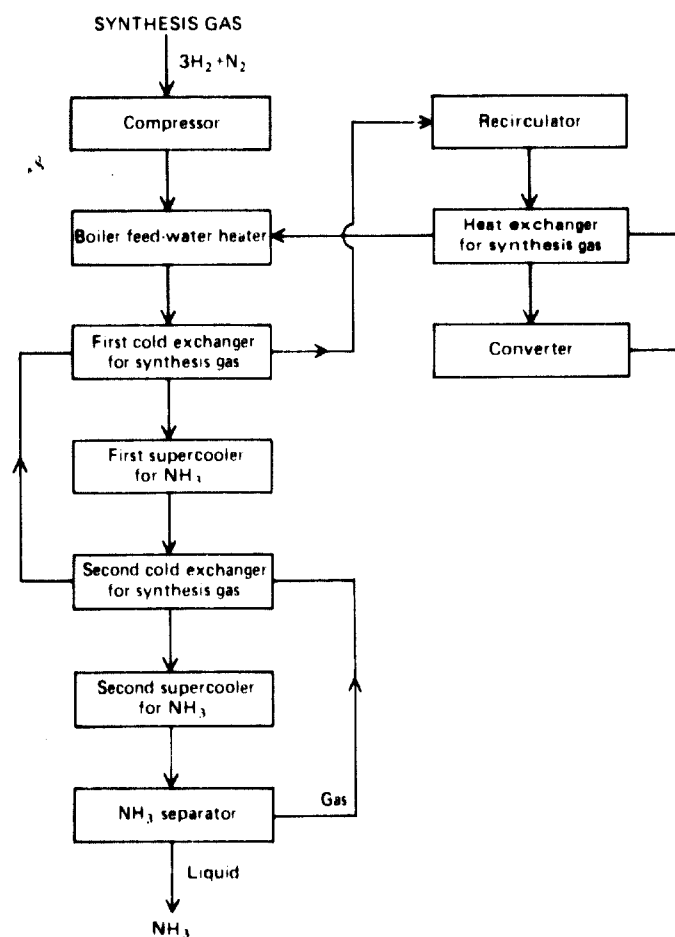 SYNTHESIS GAS
3H₂+N₂
Compressor
Boiler feed-water heater
First cold exchanger
for synthesis gas
First supercooler
for NH₃
Second cold exchanger
for synthesis gas
Second supercooler
for NH₃
NH₃ separator
Gas
Liquid
NH₃
Recirculator
Heat exchanger
for synthesis gas
Converter